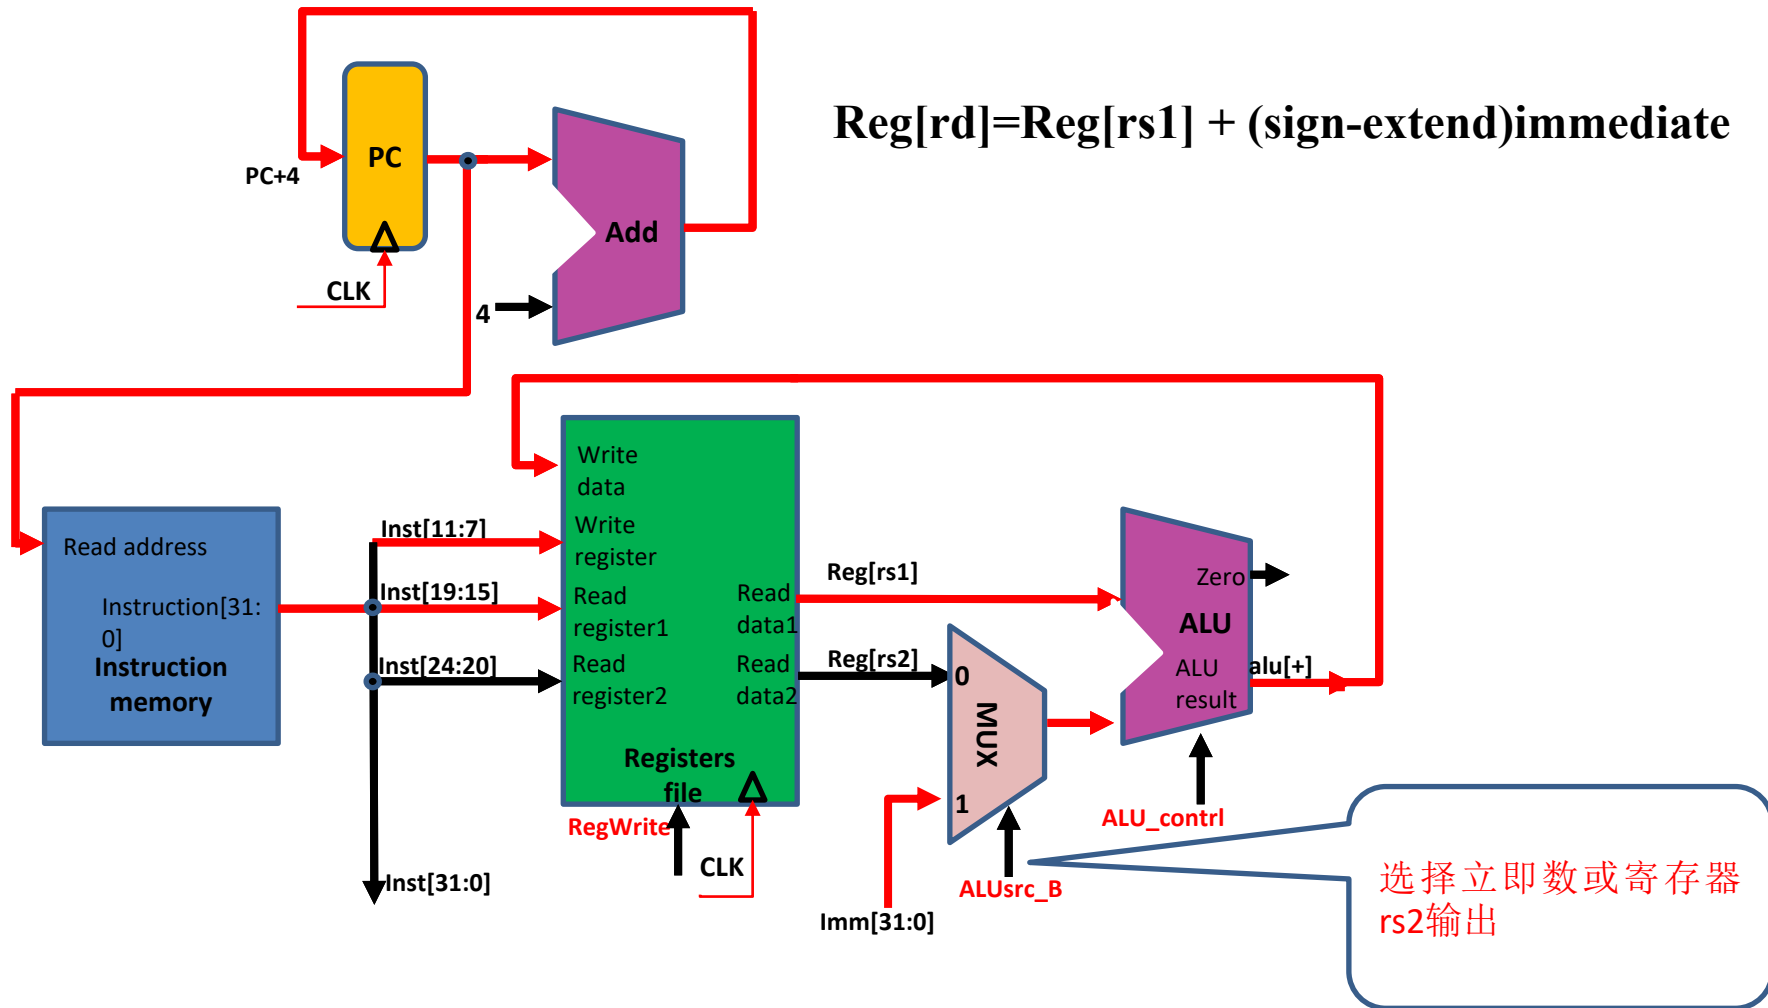 Reg[rd]=Reg[rs1] + (sign-extend)immediate
PC
PC+4
Add
CLK
4
Write
data
Inst[11:7]
Write
register
Read address
Instruction[31:
0]
Instruction
memory
Inst[19:15]
Read
register1
Read
data1
Reg[rs1]
Inst[24:20]
Read
register2
Read
data2
Reg[rs2]
Registers
file
RegWrite
CLK
Inst[31:0]
0
MUX
1
Imm[31:0]
ALUsrc_B
Zero
ALU
ALU
result
alu[+]
ALU_contrl
选择立即数或寄存器
rs2输出